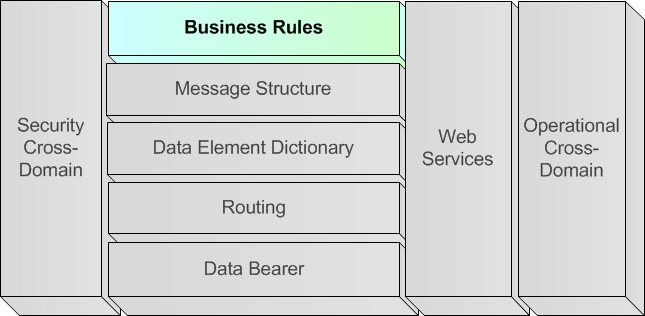 Business Rules
Message Structure
Data Element Dictionary
Routing
Data Bearer
Security
Cross-
Domain
Web
Services
Operational
Cross-
Domain